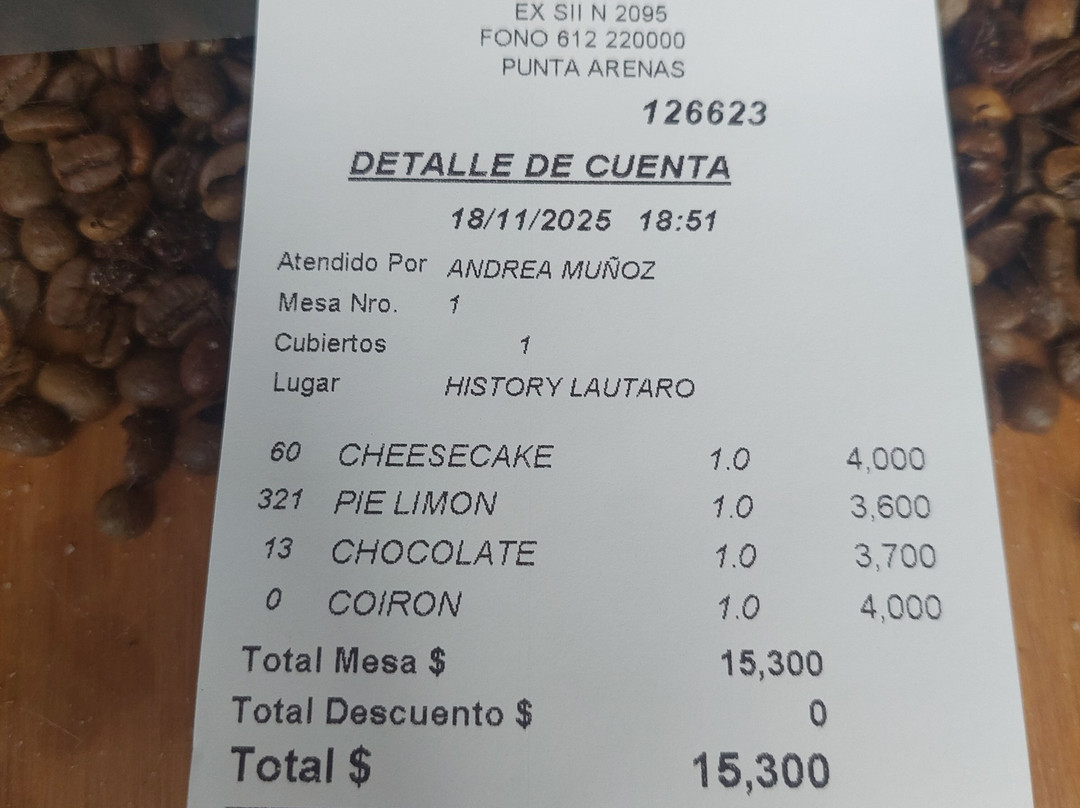 EX SII N 2095
FONO 612 220000
PUNTA ARENAS
126623
DETALLE DE CUENTA
18/11/2025 18:51
Atendido Por ANDREA MUÑOZ
Mesa Nro. 1
Cubiertos 1
Lugar HISTORY LAUTARO
60 CHEESECAKE 1.0 4,000
321 PIE LIMON 1.0 3,600
13 CHOCOLATE 1.0 3,700
0 COIRON 1.0 4,000
Total Mesa $ 15,300
Total Descuento $ 0
Total $ 15,300